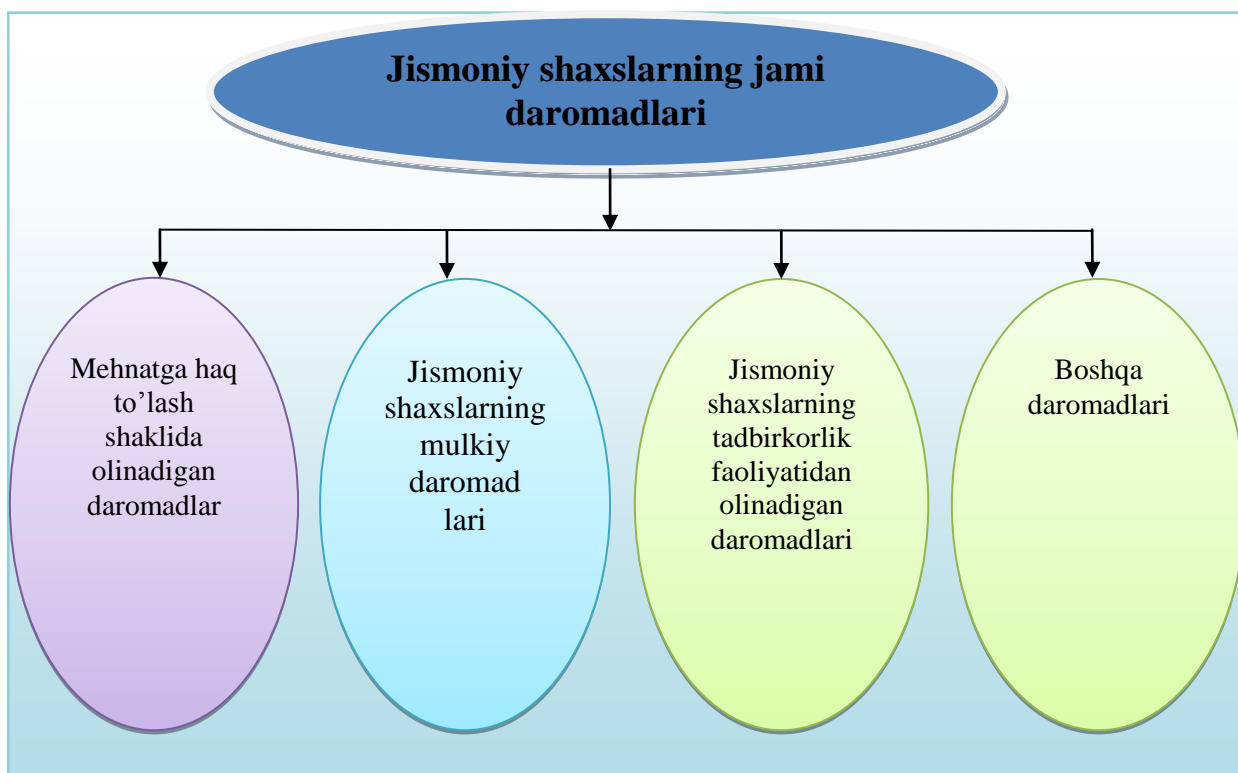 Jismoniy shaxslarning jami
daromadlari
Mehnatga haq
to’lash
shaklida
olinadigan
daromadlar
Jismoniy
shaxslarning
mulkiy
daromad
lari
Jismoniy
shaxslarning
tadbirkorlik
faoliyatidan
olinadigan
daromadlari
Boshqa
daromadlari